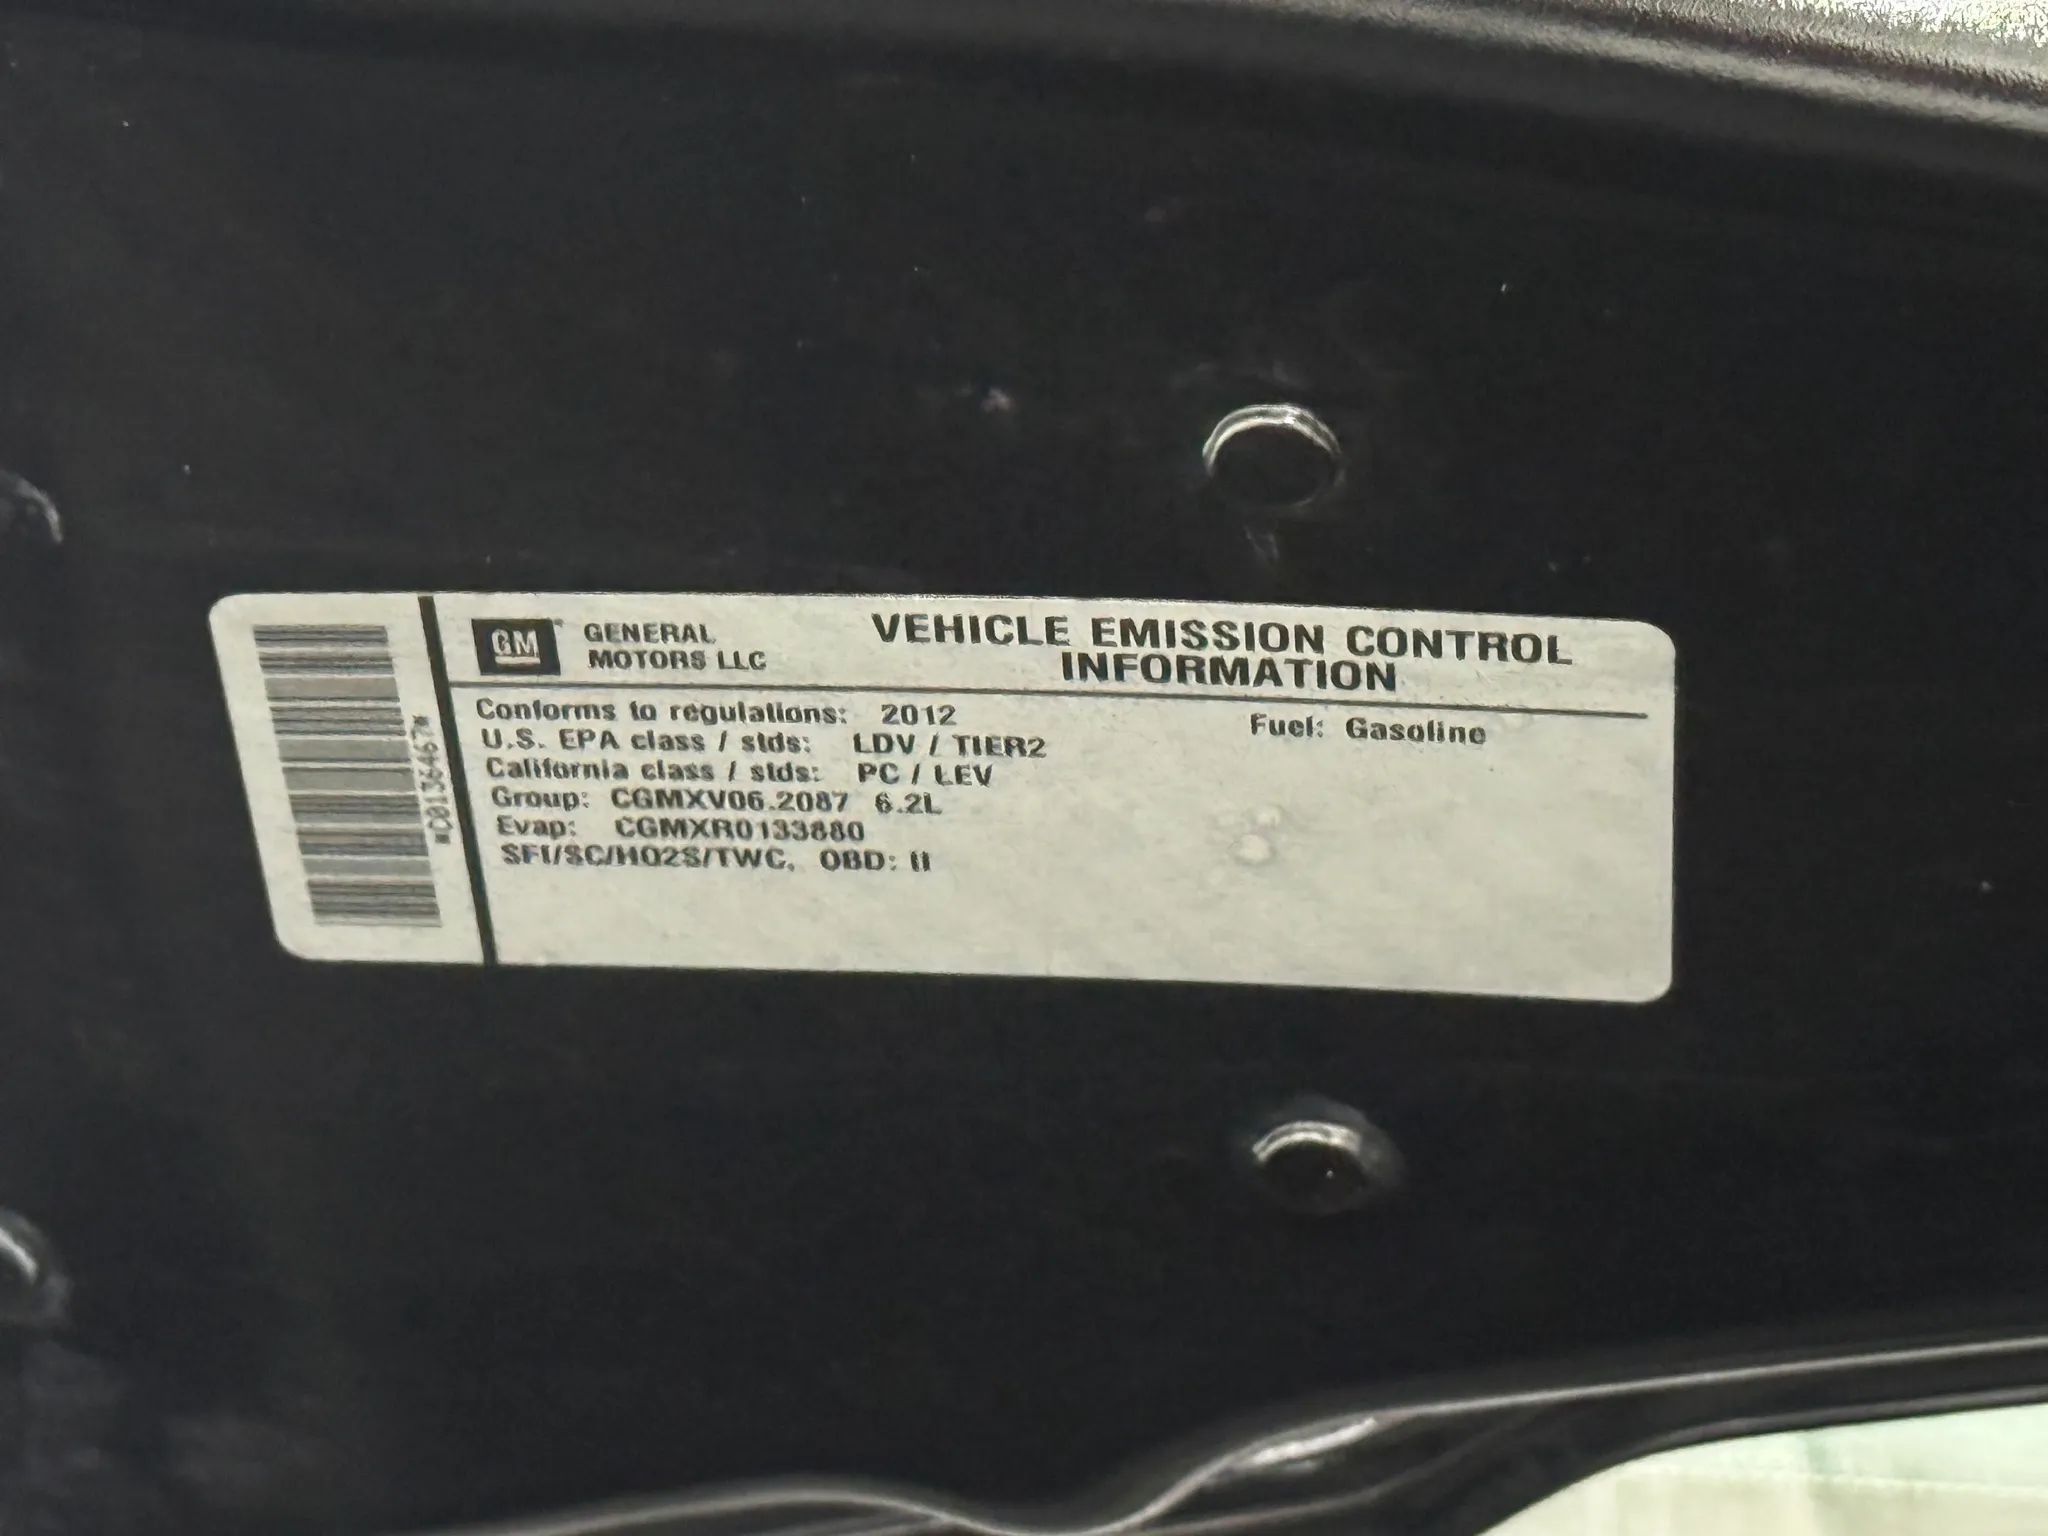 GM
GENERAL
MOTORS LLC
VEHICLE EMISSION CONTROL
INFORMATION
Conforms to regulations: 2012
Fuel: Gasoline
U.S. EPA class / stds: LDV / TIER2
California class / stds: PC / LEV
Group: CGMXV06.2087 6.2L
Evap: CGMXR0133880
SFI/SC/HO2S/TWC, OBD: II
*C01364467*